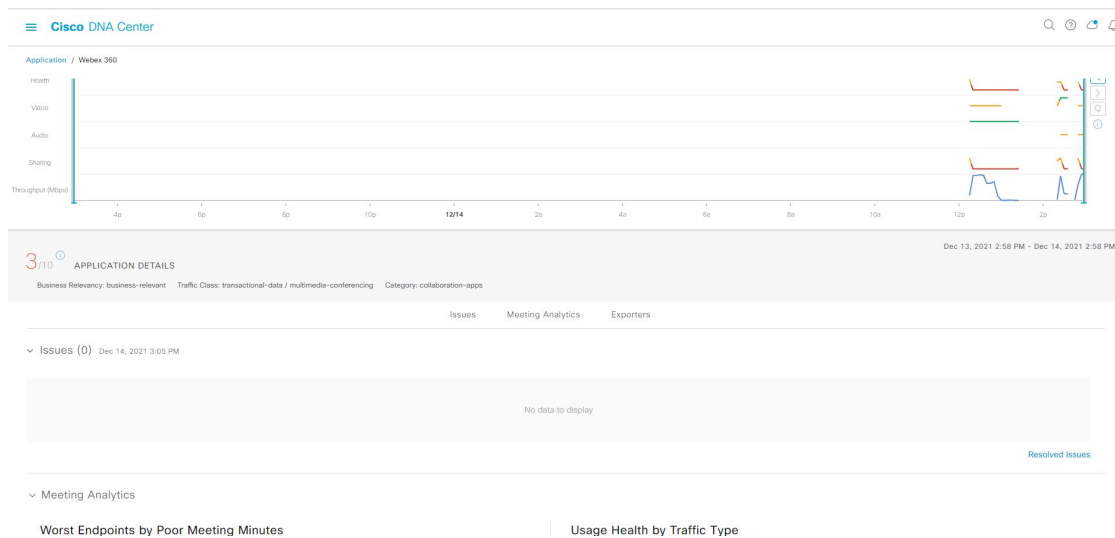 Cisco DNA Center
Application / Webex 360
Health
Video
Audio
Sharing
Throughput (Mbps)
4p 6p 8p 10p 12/14 2a 4a 6a 8a 10a 12p 2p
Dec 13, 2021 2:58 PM - Dec 14, 2021 2:58 PM
3/10 APPLICATION DETAILS
Business Relevancy: business-relevant Traffic Class: transactional-data / multimedia-conferencing Category: collaboration-apps
Issues Meeting Analytics Exporters
Issues (0) Dec 14, 2021 3:05 PM
No data to display
Resolved Issues
Meeting Analytics
Worst Endpoints by Poor Meeting Minutes
Usage Health by Traffic Type